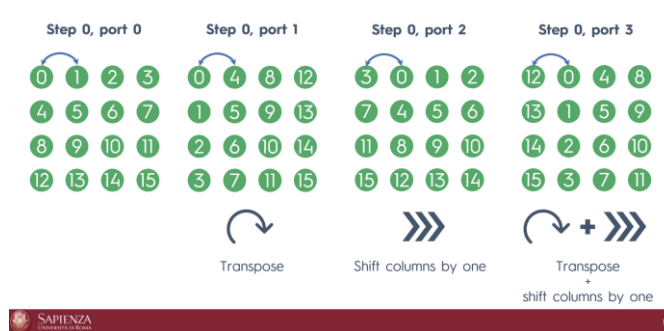 Step 0, port 0
Step 0, port 1
Step 0, port 2
Step 0, port 3
0 1 2 3
4 5 6 7
8 9 10 11
12 13 14 15
0 4 8 12
1 5 9 13
2 6 10 14
3 7 11 15
Transpose
3 0 1 2
7 4 5 6
11 8 9 10
15 12 13 14
Shift columns by one
12 0 4 8
13 1 5 9
14 2 6 10
15 3 7 11
+
Transpose
+
shift columns by one
SAPIENZA
UNIVERSITÀ DI ROMA